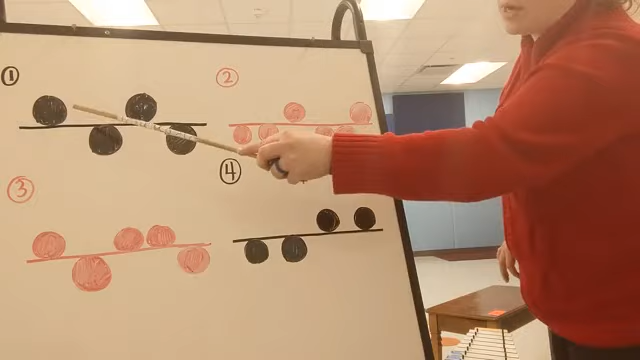 ①
②
③
④